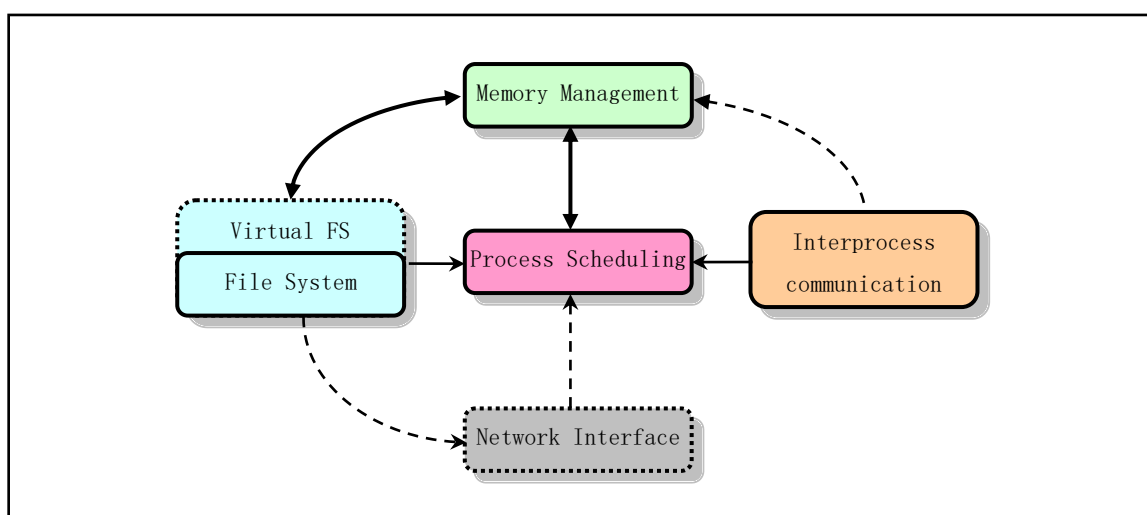 Memory Management
Virtual FS
File System
Process Scheduling
Interprocess
communication
Network Interface